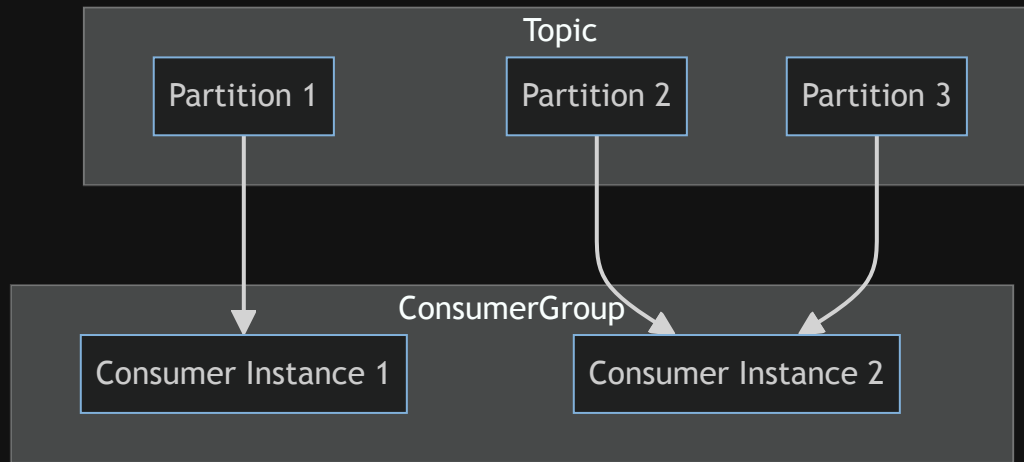 Topic
Partition 1
Partition 2
Partition 3
ConsumerGroup
Consumer Instance 1
Consumer Instance 2